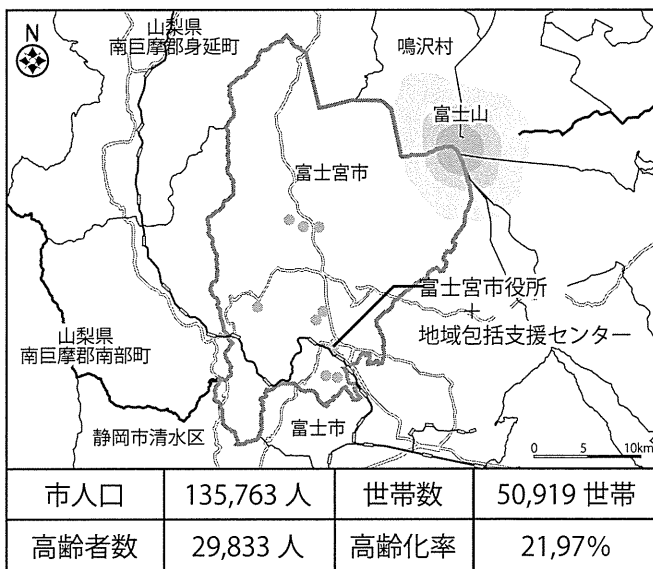 N
山梨県
南巨摩郡身延町
鳴沢村
富士山
富士宮市
富士宮市役所
+
地域包括支援センター
山梨県
南巨摩郡南部町
静岡市清水区
富士市
0 5 10km
市人口 135,763 人 世帯数 50,919 世帯
高齢者数 29,833 人 高齢化率 21,97%